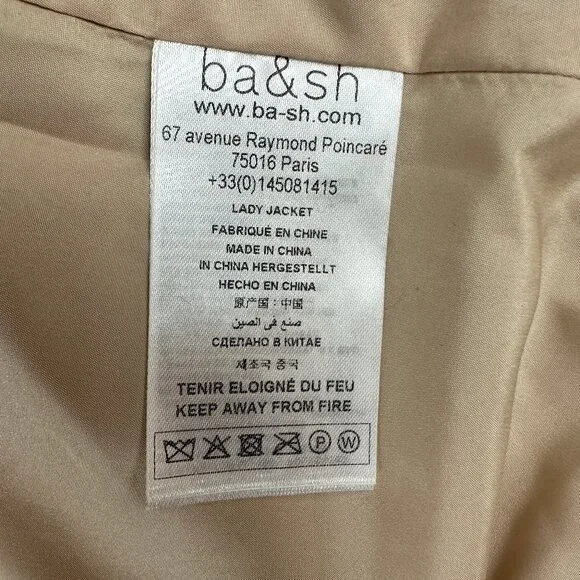 ba&sh
www.ba-sh.com
67 avenue Raymond Poincaré
75016 Paris
+33(0)145081415
LADY JACKET
FABRIQUÉ EN CHINE
MADE IN CHINA
IN CHINA HERGESTELLT
HECHO EN CHINA
原产国：中国
صنع في الصين
СДЕЛАНО В КИТАЕ
제조국 중국
TENIR ELOIGNÉ DU FEU
KEEP AWAY FROM FIRE
P W